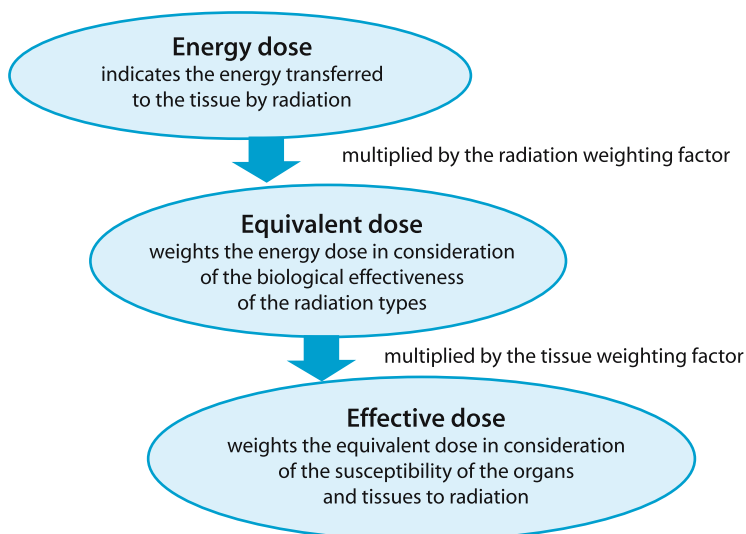 Energy dose
indicates the energy transferred
to the tissue by radiation
multiplied by the radiation weighting factor
Equivalent dose
weights the energy dose in consideration
of the biological effectiveness
of the radiation types
multiplied by the tissue weighting factor
Effective dose
weights the equivalent dose in consideration
of the susceptibility of the organs
and tissues to radiation